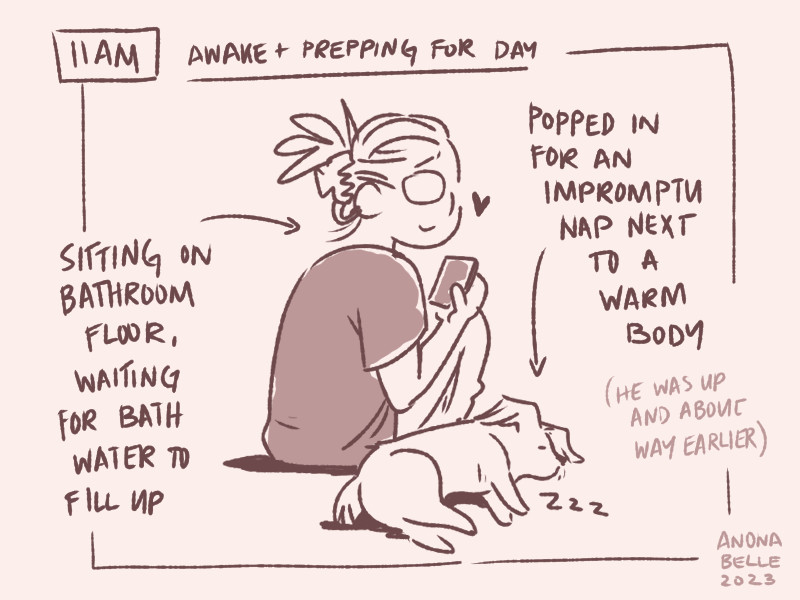 11AM
AWAKE + PREPPING FOR DAY
SITTING ON
BATHROOM
FLOOR,
WAITING
FOR BATH
WATER TO
FILL UP
POPPED IN
FOR AN
IMPROMPTU
NAP NEXT
TO A
WARM
BODY
(HE WAS UP
AND ABOUT
WAY EARLIER)
ZZZ
ANONA
BELLE
2023